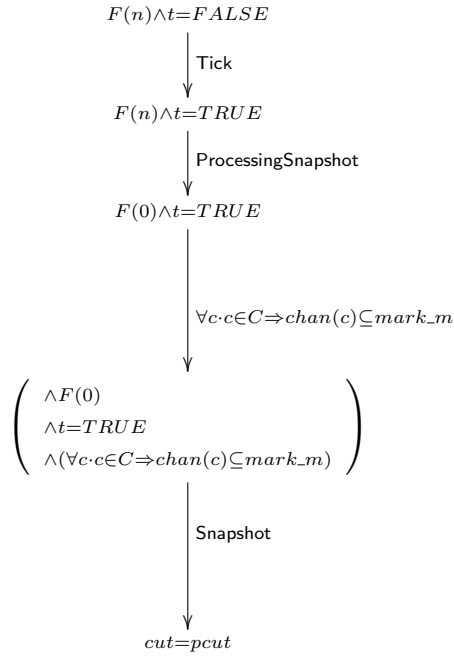 F(n)∧t=FALSE
Tick
F(n)∧t=TRUE
ProcessingSnapshot
F(0)∧t=TRUE
∀c·c∈C⇒chan(c)⊆mark_m
∧F(0)
∧t=TRUE
∧(∀c·c∈C⇒chan(c)⊆mark_m)
Snapshot
cut=pcut